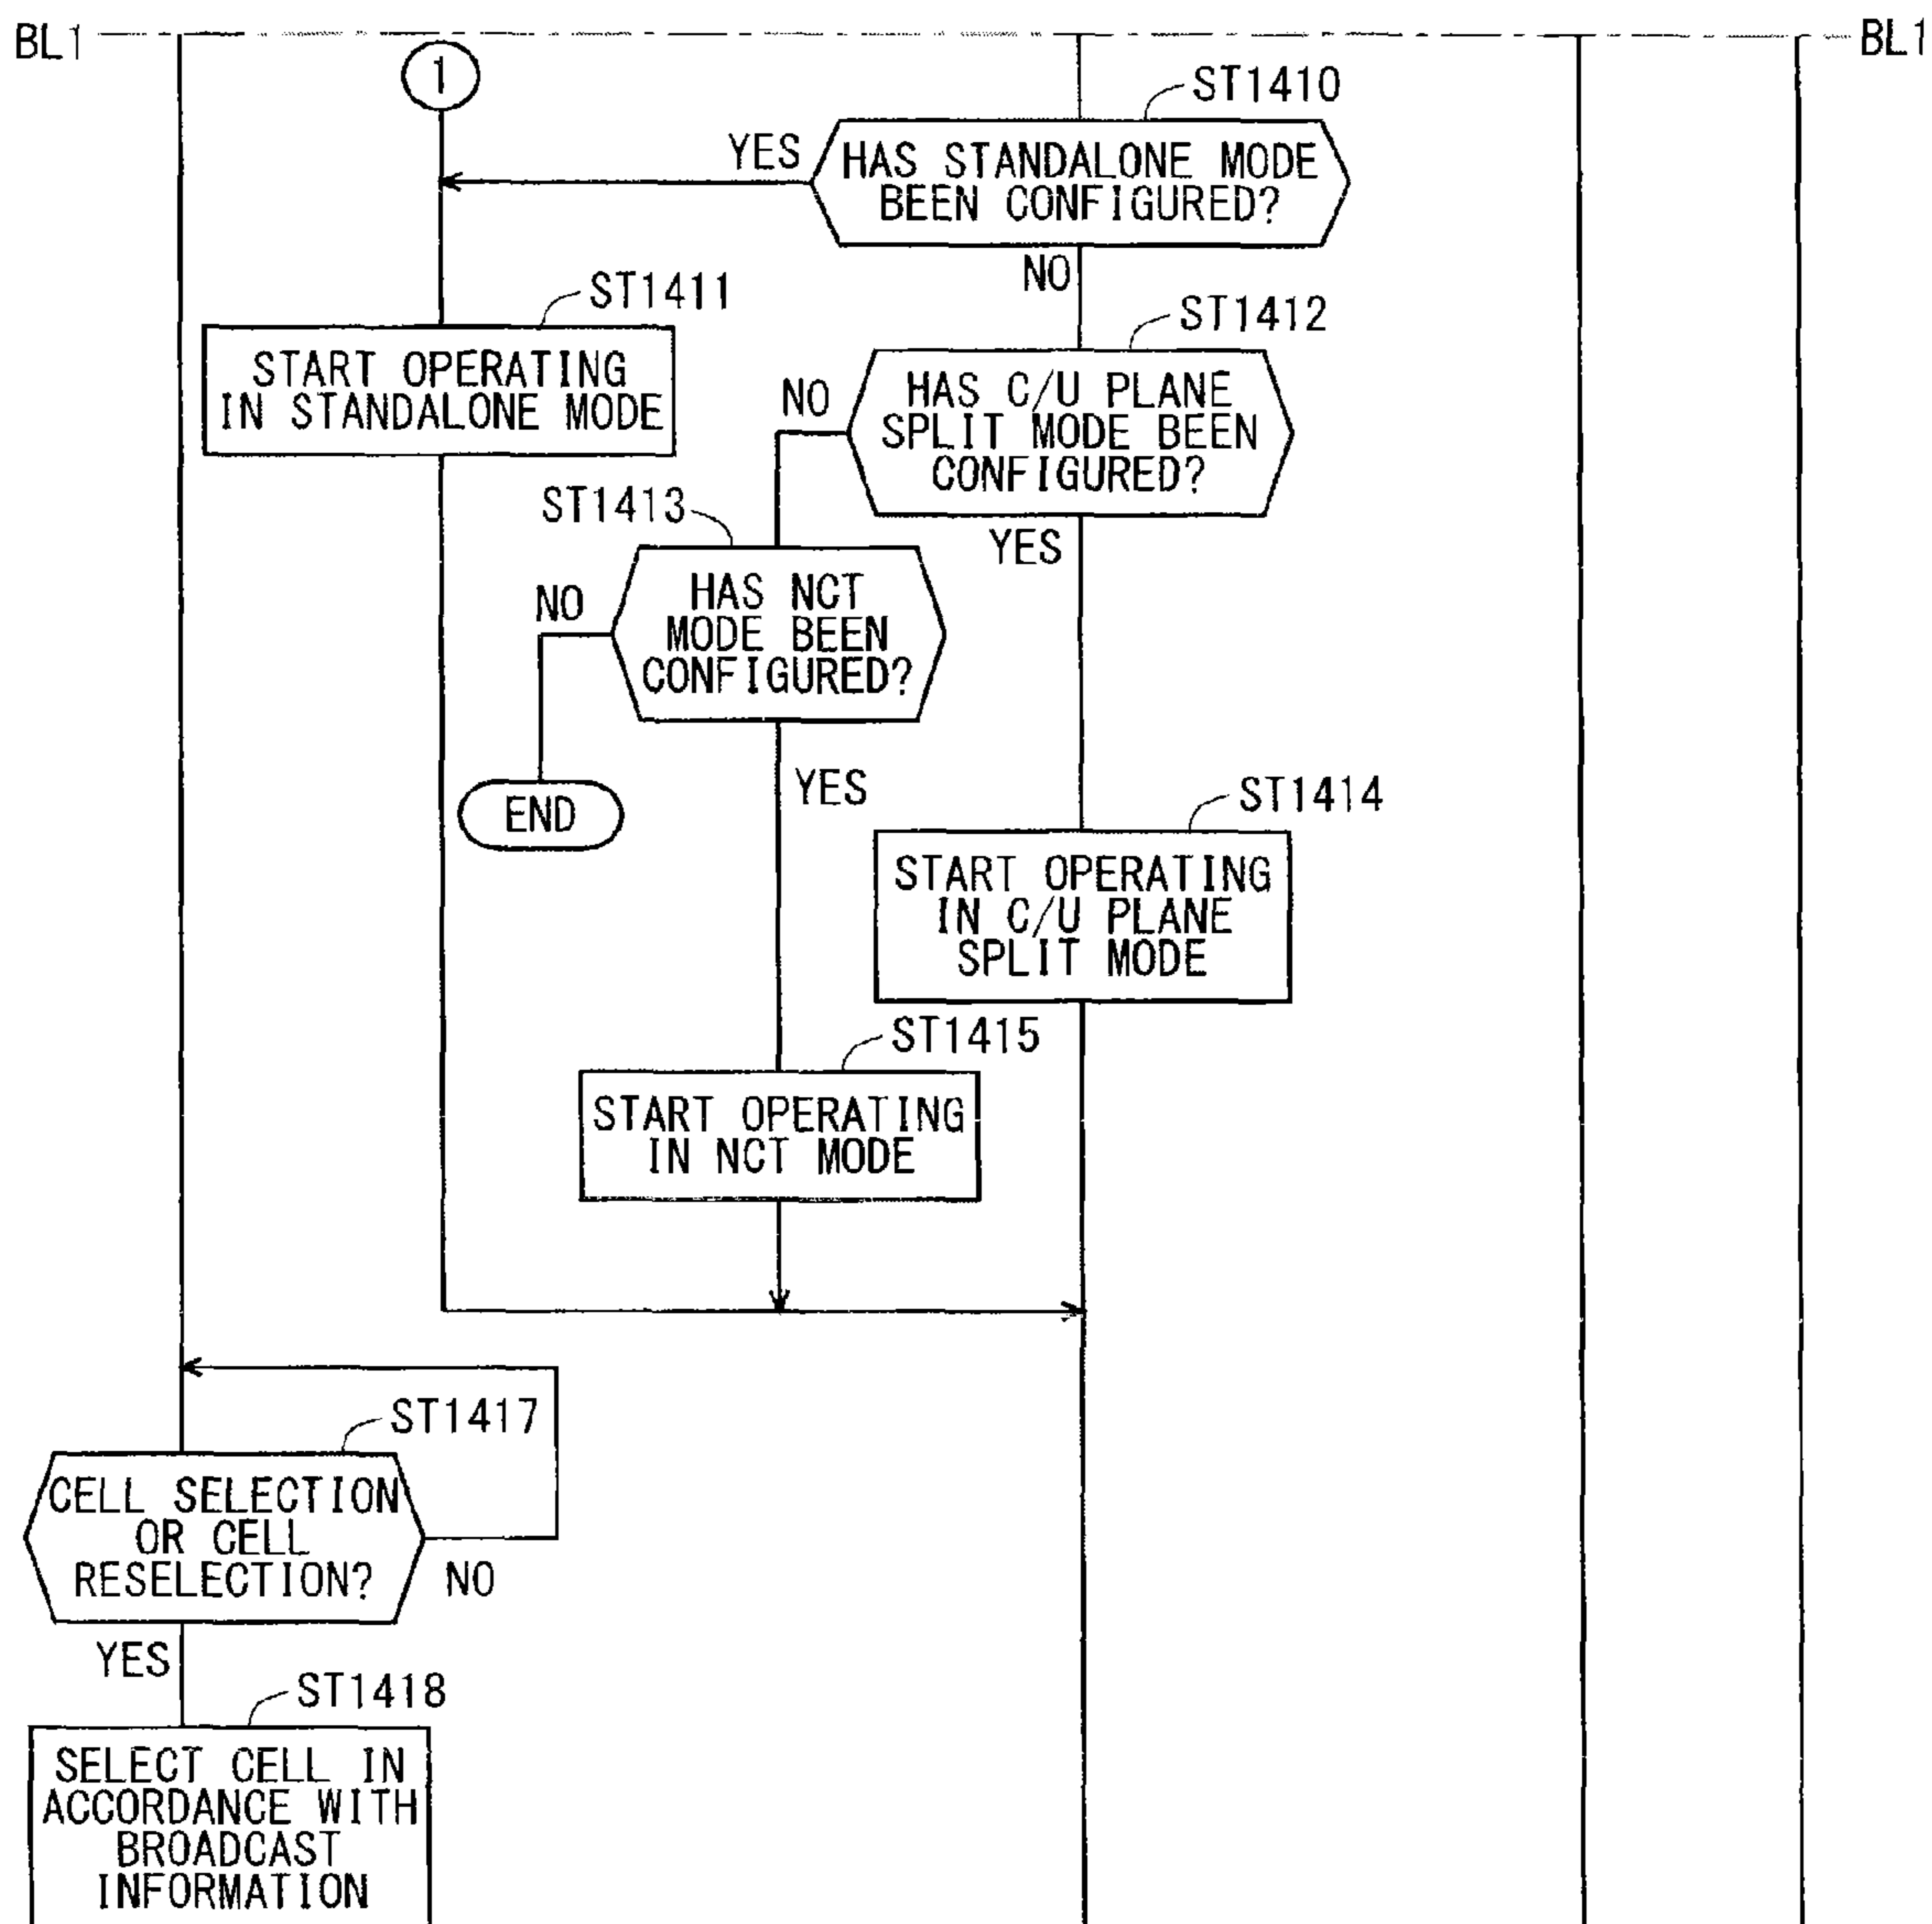 BL1
BL1
1
ST1410
YES
HAS STANDALONE MODE
BEEN CONFIGURED?
NO
ST1411
START OPERATING
IN STANDALONE MODE
ST1412
NO
HAS C/U PLANE
SPLIT MODE BEEN
CONFIGURED?
YES
ST1413
NO
HAS NCT
MODE BEEN
CONFIGURED?
YES
END
ST1414
START OPERATING
IN C/U PLANE
SPLIT MODE
ST1415
START OPERATING
IN NCT MODE
ST1417
CELL SELECTION
OR CELL
RESELECTION?
NO
YES
ST1418
SELECT CELL IN
ACCORDANCE WITH
BROADCAST
INFORMATION